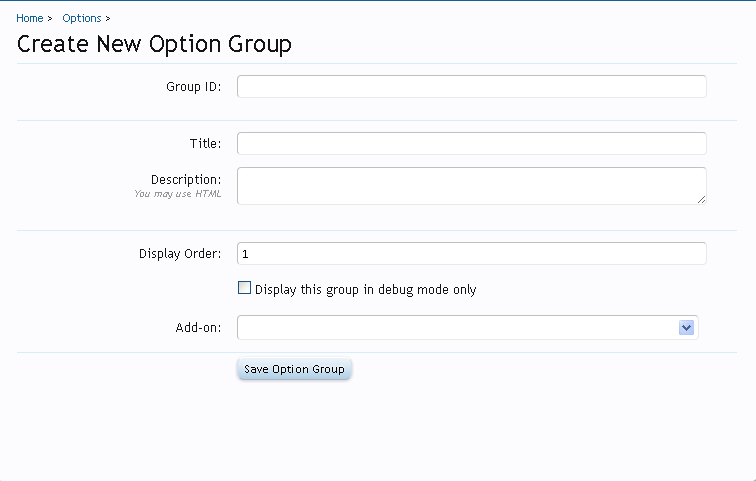 Home > Options >
Create New Option Group
Group ID:
Title:
Description:
You may use HTML
Display Order: 1
Display this group in debug mode only
Add-on:
Save Option Group